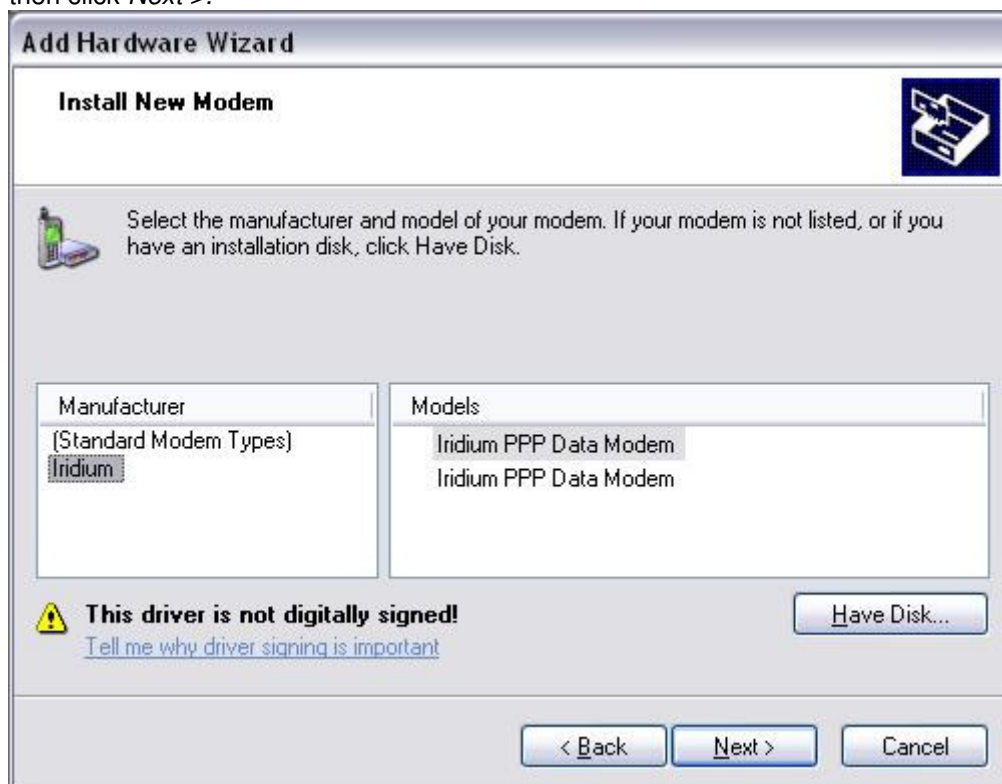 then click Next >.
Add Hardware Wizard
Install New Modem
Select the manufacturer and model of your modem. If your modem is not listed, or if you
have an installation disk, click Have Disk.
Manufacturer
(Standard Modem Types)
Iridium
Models
Iridium PPP Data Modem
Iridium PPP Data Modem
This driver is not digitally signed!
Tell me why driver signing is important
Have Disk...
< Back
Next >
Cancel